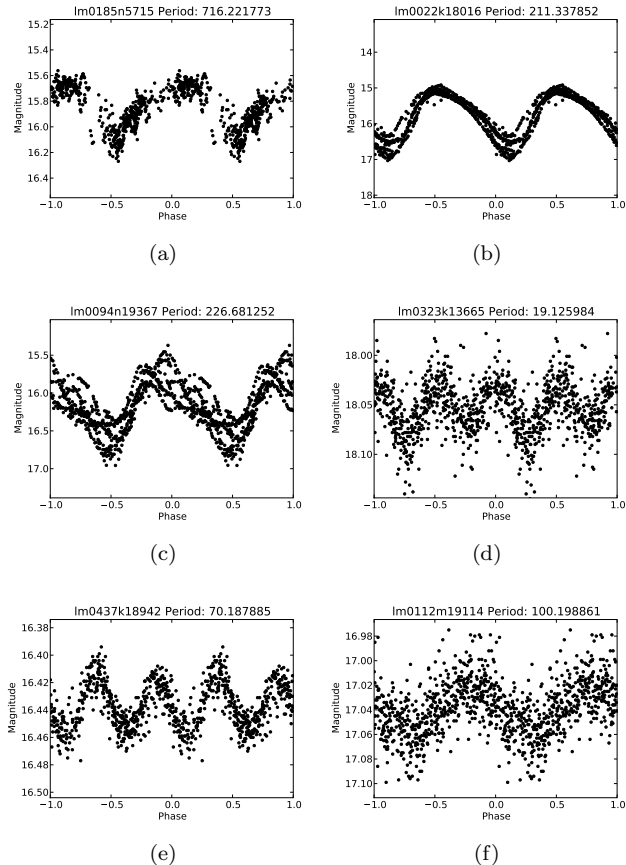 lm0185n5715 Period: 716.221773
15.2
15.4
15.6
15.8
16.0
16.2
16.4
Magnitude
−1.0 −0.5 0.0 0.5 1.0
Phase
(a)
lm0022k18016 Period: 211.337852
14
15
16
17
18
Magnitude
−1.0 −0.5 0.0 0.5 1.0
Phase
(b)
lm0094n19367 Period: 226.681252
15.5
16.0
16.5
17.0
Magnitude
−1.0 −0.5 0.0 0.5 1.0
Phase
(c)
lm0323k13665 Period: 19.125984
18.00
18.05
18.10
Magnitude
−1.0 −0.5 0.0 0.5 1.0
Phase
(d)
lm0437k18942 Period: 70.187885
16.38
16.40
16.42
16.44
16.46
16.48
16.50
Magnitude
−1.0 −0.5 0.0 0.5 1.0
Phase
(e)
lm0112m19114 Period: 100.198861
16.98
17.00
17.02
17.04
17.06
17.08
17.10
Magnitude
−1.0 −0.5 0.0 0.5 1.0
Phase
(f)